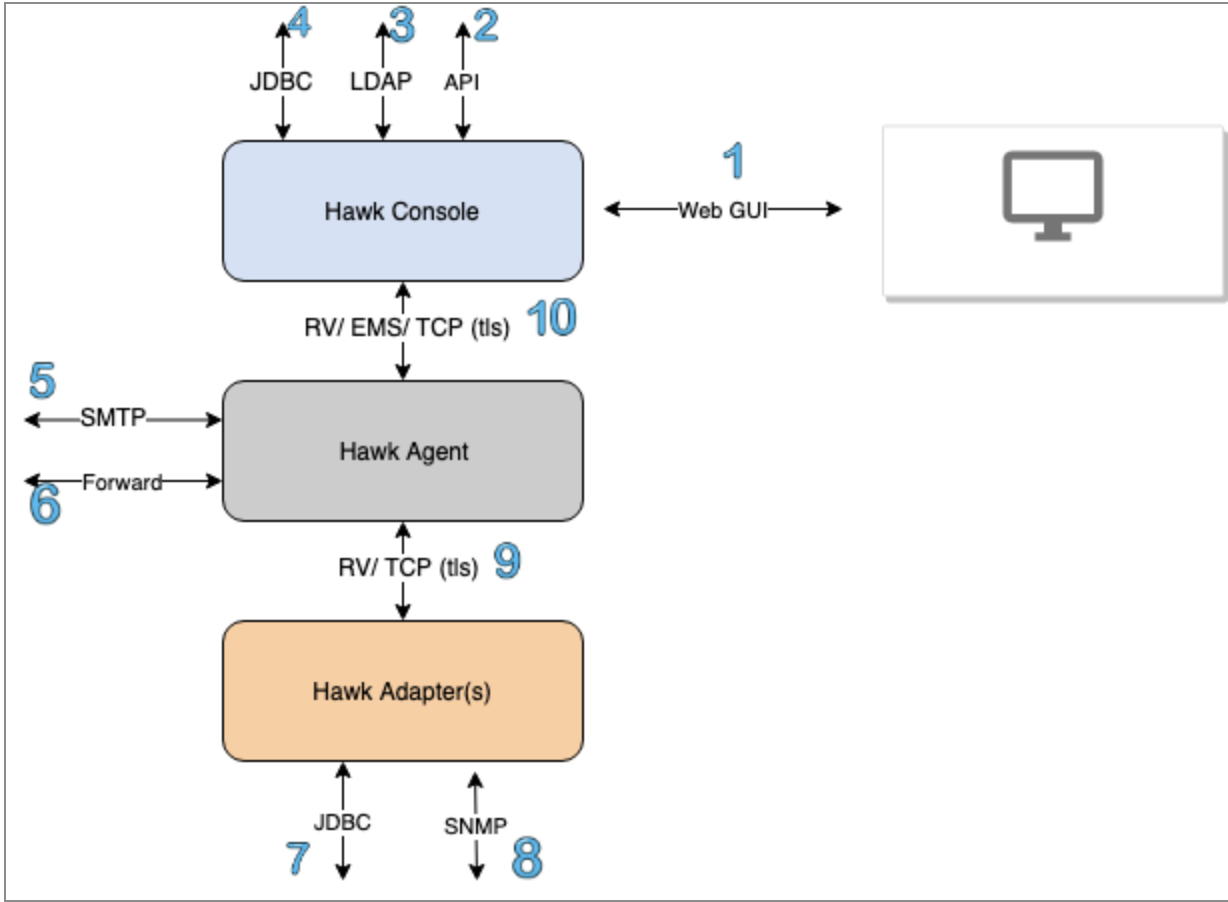 4 3 2
JDBC LDAP API
1
Hawk Console
Web GUI
RV/ EMS/ TCP (tls) 10
5
SMTP
Hawk Agent
Forward
6
RV/ TCP (tls) 9
Hawk Adapter(s)
JDBC SNMP
7 8